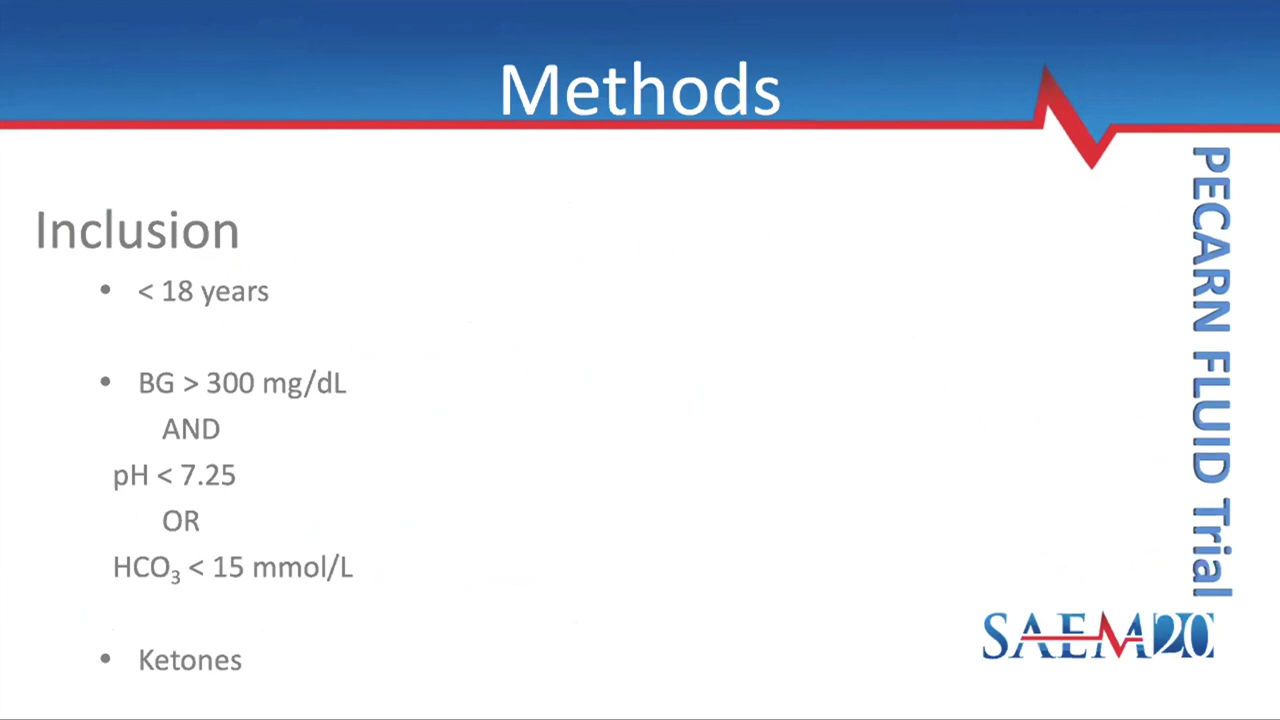 Methods
Inclusion
• < 18 years
• BG > 300 mg/dL
AND
pH < 7.25
OR
HCO₃ < 15 mmol/L
• Ketones
PECARN FLUID Trial
SAEM20